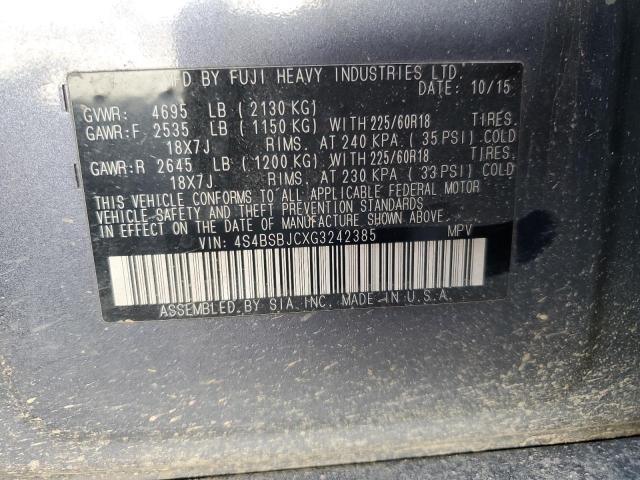 MFD BY FUJI HEAVY INDUSTRIES LTD.
DATE: 10/15
GVWR: 4695 LB ( 2130 KG)
GAWR:F 2535 LB ( 1150 KG) WITH 225/60R18 TIRES.
18X7J RIMS. AT 240 KPA ( 35 PSI) COLD
GAWR:R 2645 LB ( 1200 KG) WITH 225/60R18 TIRES.
18X7J RIMS. AT 230 KPA ( 33 PSI) COLD
THIS VEHICLE CONFORMS TO ALL APPLICABLE FEDERAL MOTOR
VEHICLE SAFETY AND THEFT PREVENTION STANDARDS
IN EFFECT ON THE DATE OF MANUFACTURE SHOWN ABOVE.
VIN: 4S4BSBJCXG3242385 MPV
ASSEMBLED BY SIA INC. MADE IN U.S.A.